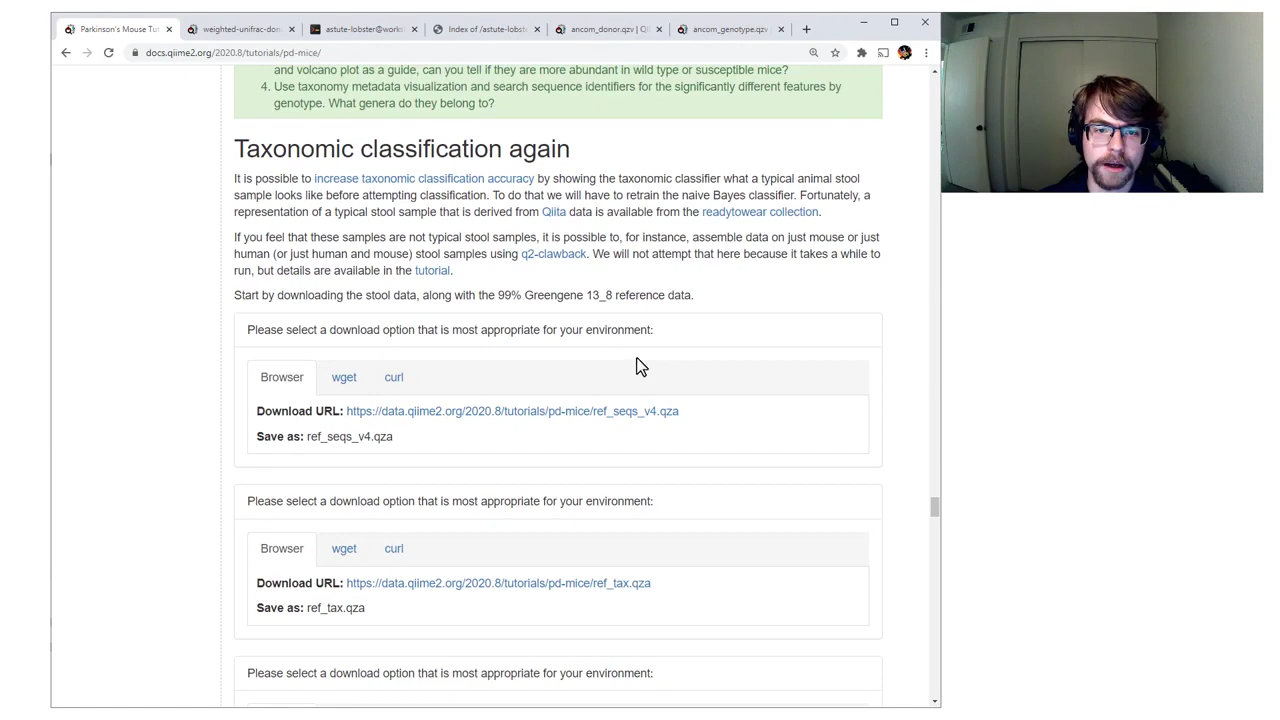 Parkinson's Mouse Tut
weighted-unifrac-don
astute-lobster@works
Index of /astute-lobste
ancom_donor.qzv | QI
ancom_genotype.qzv
docs.qiime2.org/2020.8/tutorials/pd-mice/
and volcano plot as a guide, can you tell if they are more abundant in wild type or susceptible mice?
4. Use taxonomy metadata visualization and search sequence identifiers for the significantly different features by
genotype. What genera do they belong to?
Taxonomic classification again
It is possible to increase taxonomic classification accuracy by showing the taxonomic classifier what a typical animal stool
sample looks like before attempting classification. To do that we will have to retrain the naive Bayes classifier. Fortunately, a
representation of a typical stool sample that is derived from Qiita data is available from the readytowear collection.
If you feel that these samples are not typical stool samples, it is possible to, for instance, assemble data on just mouse or just
human (or just human and mouse) stool samples using q2-clawback. We will not attempt that here because it takes a while to
run, but details are available in the tutorial.
Start by downloading the stool data, along with the 99% Greengene 13_8 reference data.
Please select a download option that is most appropriate for your environment:
Browser wget curl
Download URL: https://data.qiime2.org/2020.8/tutorials/pd-mice/ref_seqs_v4.qza
Save as: ref_seqs_v4.qza
Please select a download option that is most appropriate for your environment:
Browser wget curl
Download URL: https://data.qiime2.org/2020.8/tutorials/pd-mice/ref_tax.qza
Save as: ref_tax.qza
Please select a download option that is most appropriate for your environment: